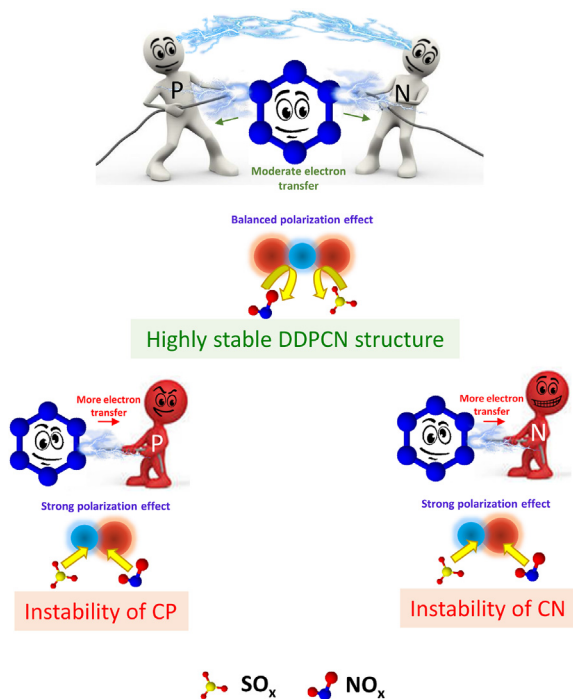 P
N
Moderate electron
transfer
Balanced polarization effect
Highly stable DDPCN structure
More electron
transfer
P
Strong polarization effect
Instability of CP
More electron
transfer
N
Strong polarization effect
Instability of CN
SOx
NOx